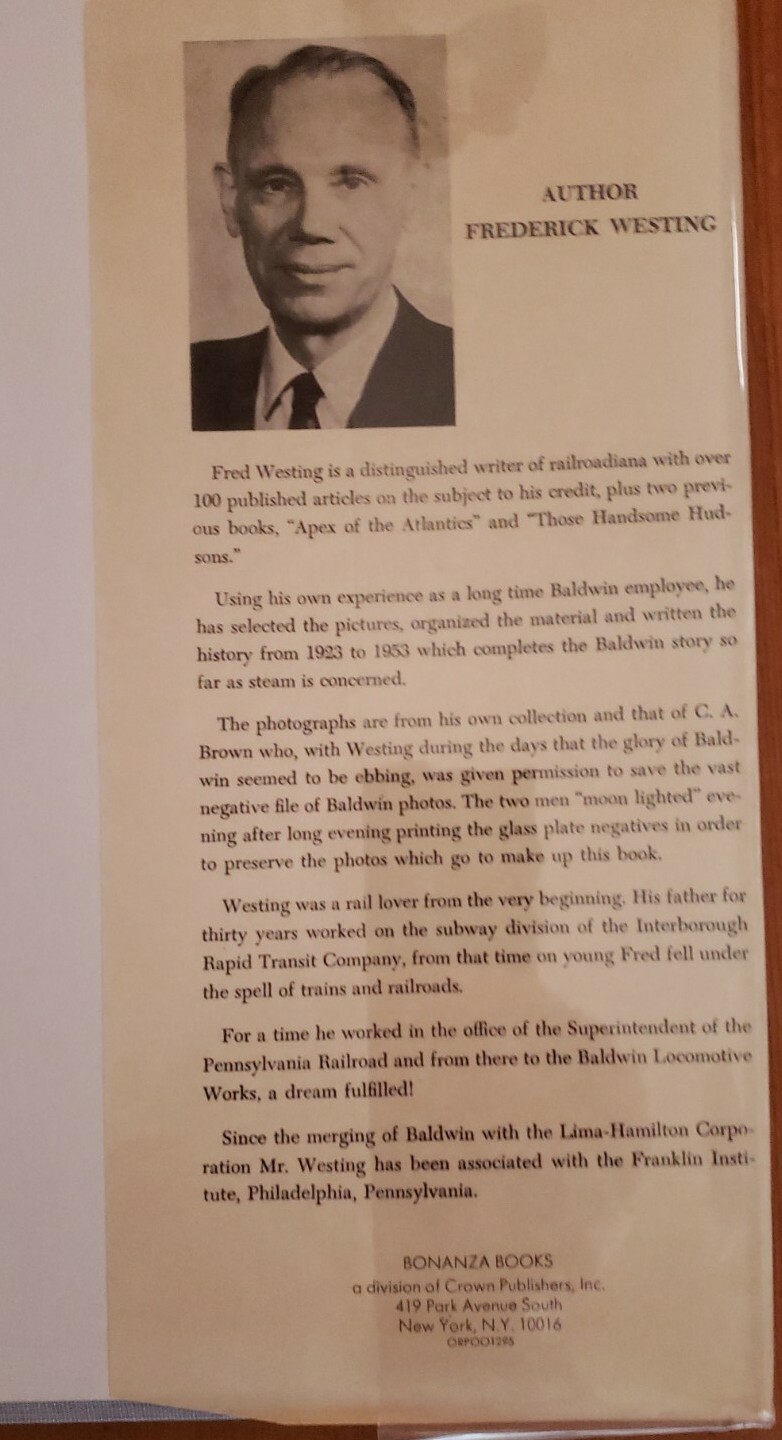 AUTHOR
FREDERICK WESTING
Fred Westing is a distinguished writer of railroadiana with over
100 published articles on the subject to his credit, plus two previ-
ous books, "Apex of the Atlantics" and "Those Handsome Hud-
sons."
Using his own experience as a long time Baldwin employee, he
has selected the pictures, organized the material and written the
history from 1923 to 1953 which completes the Baldwin story so
far as steam is concerned.
The photographs are from his own collection and that of C. A.
Brown who, with Westing during the days that the glory of Bald-
win seemed to be ebbing, was given permission to save the vast
negative file of Baldwin photos. The two men "moon lighted" eve-
ning after long evening printing the glass plate negatives in order
to preserve the photos which go to make up this book.
Westing was a rail lover from the very beginning. His father for
thirty years worked on the subway division of the Interborough
Rapid Transit Company, from that time on young Fred fell under
the spell of trains and railroads.
For a time he worked in the office of the Superintendent of the
Pennsylvania Railroad and from there to the Baldwin Locomotive
Works, a dream fulfilled!
Since the merging of Baldwin with the Lima-Hamilton Corpo-
ration Mr. Westing has been associated with the Franklin Insti-
tute, Philadelphia, Pennsylvania.
BONANZA BOOKS
a division of Crown Publishers, Inc.
419 Park Avenue South
New York, N.Y. 10016